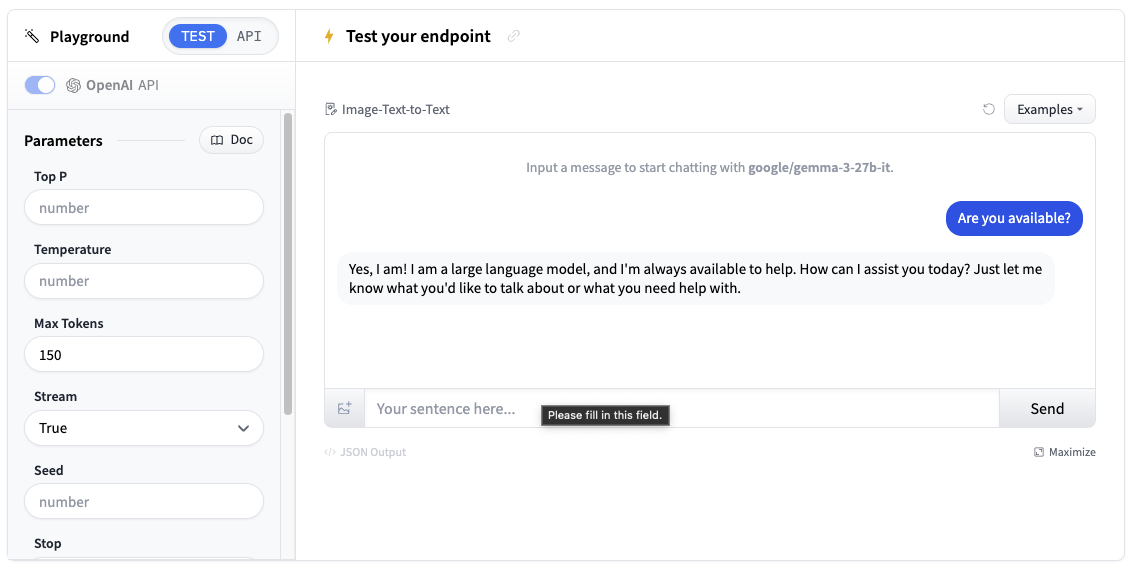 Playground
TEST API
OpenAI API
Parameters
Doc
Top P
number
Temperature
number
Max Tokens
150
Stream
True
Seed
number
Stop
Test your endpoint
Image-Text-to-Text
Examples
Input a message to start chatting with google/gemma-3-27b-it.
Are you available?
Yes, I am! I am a large language model, and I'm always available to help. How can I assist you today? Just let me
know what you'd like to talk about or what you need help with.
Your sentence here...
Please fill in this field.
Send
</> JSON Output
Maximize